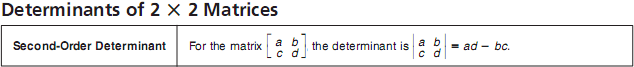 Determinants of 2 × 2 Matrices
Second-Order Determinant For the matrix [a b; c d], the determinant is |a b; c d| = ad − bc.